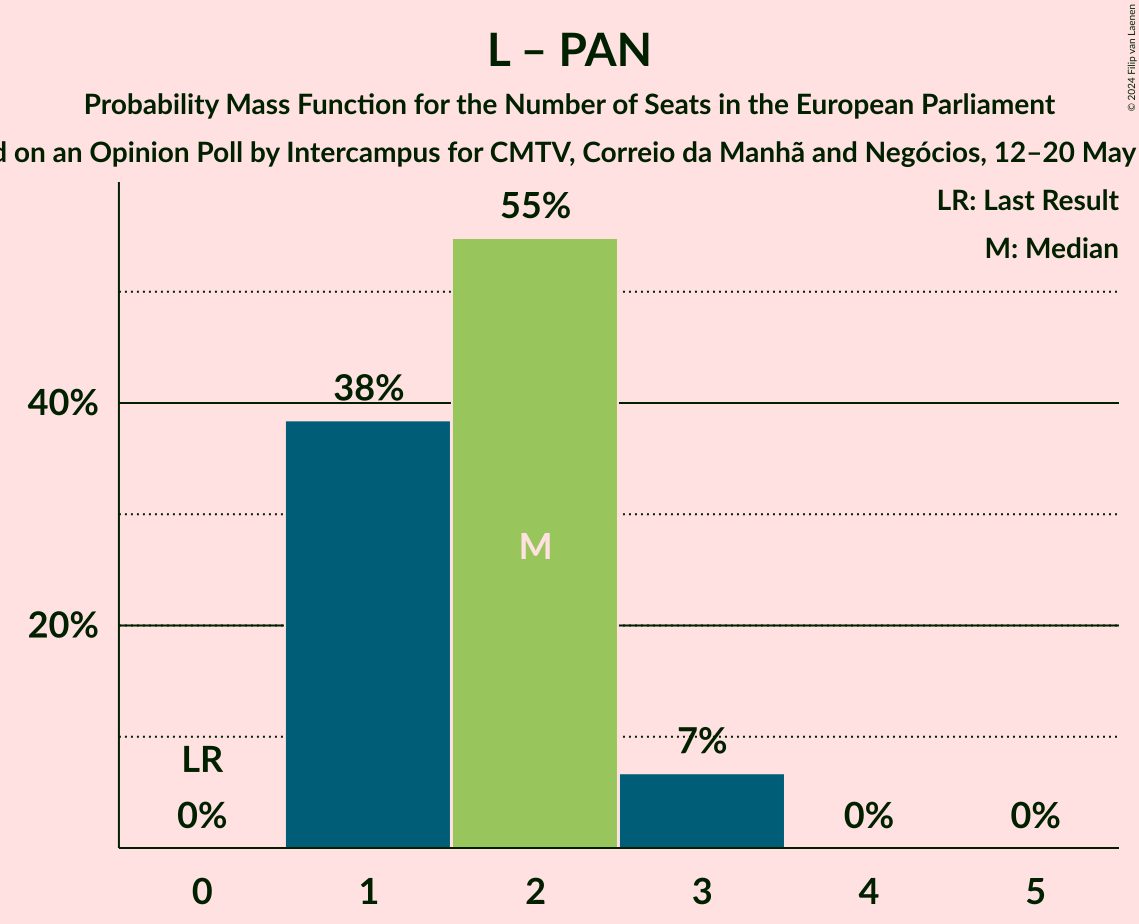 L – PAN
Probability Mass Function for the Number of Seats in the European Parliament
d on an Opinion Poll by Intercampus for CMTV, Correio da Manhã and Negócios, 12–20 May
© 2024 Filip van Laenen
LR: Last Result
M: Median
55%
38%
40%
M
20%
7%
LR
0%
0%
0%
0
1
2
3
4
5